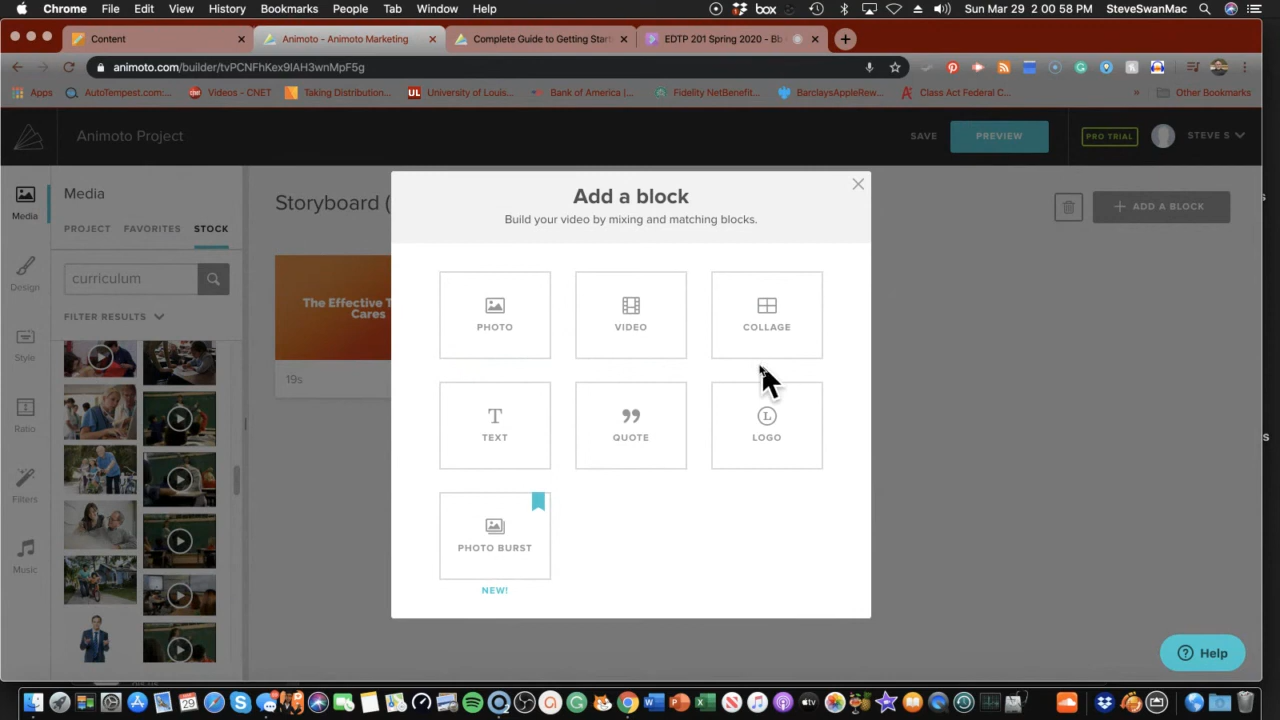 Chrome File Edit View History Bookmarks People Tab Window Help box Sun Mar 29 2 00 58 PM SteveSwanMac
Content Animoto - Animoto Marketing Complete Guide to Getting Start EDTP 201 Spring 2020 - Bb
animoto.com/builder/tvPCNFhKex9IAH3wnMpF5g
Apps AutoTempest.com:... Videos - CNET Taking Distribution... University of Louis... Bank of America |... Fidelity NetBenefit... BarclaysAppleRew... Class Act Federal C... » Other Bookmarks
Animoto Project SAVE PREVIEW PRO TRIAL STEVE S
Media
Media
PROJECT FAVORITES STOCK
Storyboard (
+ ADD A BLOCK
Add a block
Build your video by mixing and matching blocks.
curriculum
Design
FILTER RESULTS
Style
Ratio
Filters
Music
The Effective T
Cares
19s
PHOTO VIDEO COLLAGE
TEXT QUOTE LOGO
PHOTO BURST
NEW!
Help